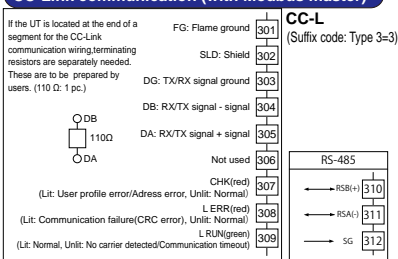 CC-Link communication (with Modbus master)
CC-L
(Suffix code: Type 3=3)
If the UT is located at the end of a
segment for the CC-Link
communication wiring,terminating
resistors are separately needed.
These are to be prepared by
users. (110 Ω: 1 pc.)
DB
110Ω
DA
FG: Flame ground 301
SLD: Shield 302
DG: TX/RX signal ground 303
DB: RX/TX signal - signal 304
DA: RX/TX signal + signal 305
Not used 306
CHK(red)
(Lit: User profile error/Adress error, Unlit: Normal) 307
L ERR(red)
(Lit: Communication failure(CRC error), Unlit: Normal) 308
L RUN(green)
(Lit: Normal, Unlit: No carrier detected/Communication timeout) 309
RS-485
RSB(+) 310
RSA(-) 311
SG 312